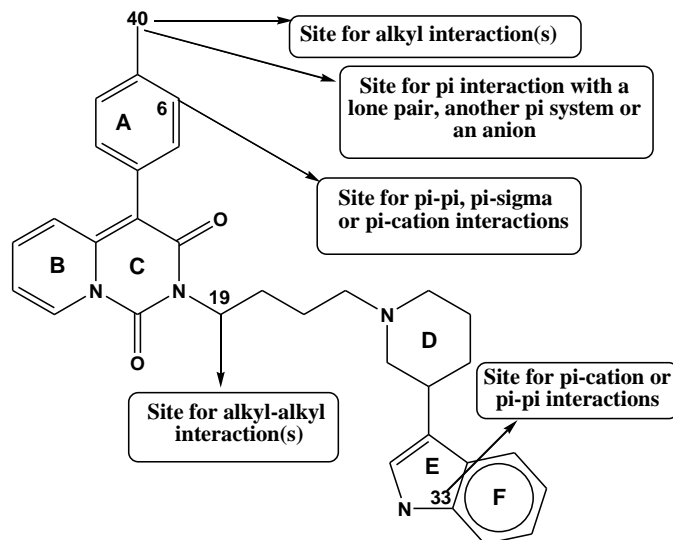 40
Site for alkyl interaction(s)
Site for pi interaction with a
lone pair, another pi system or
an anion
6
A
Site for pi-pi, pi-sigma
or pi-cation interactions
O
B
C
N
N
19
O
N
D
Site for alkyl-alkyl
interaction(s)
Site for pi-cation or
pi-pi interactions
E
33
F
N